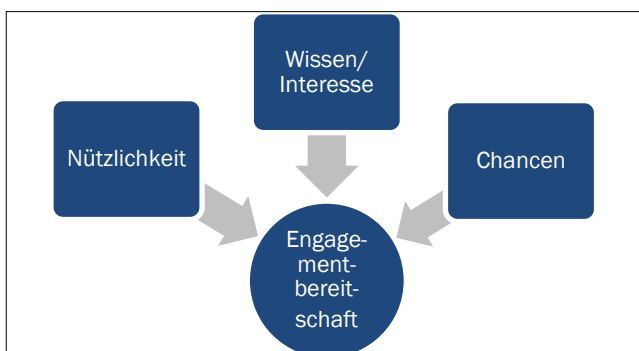 Wissen/
Interesse
Nützlichkeit
Chancen
Engage-
ment-
bereit-
schaft